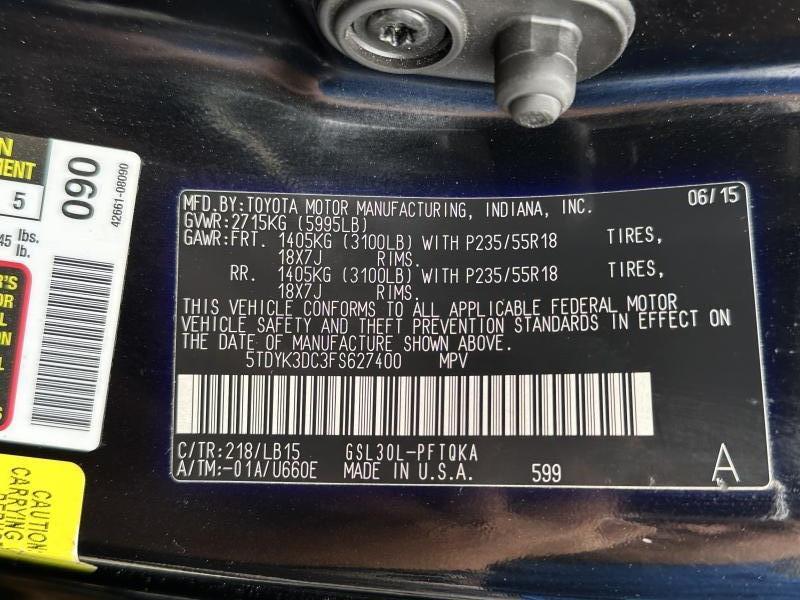 MFD.BY:TOYOTA MOTOR MANUFACTURING, INDIANA, INC. 06/15
GVWR:2715KG (5995LB)
GAWR:FRT. 1405KG (3100LB) WITH P235/55R18 TIRES,
18X7J RIMS.
RR. 1405KG (3100LB) WITH P235/55R18 TIRES,
18X7J RIMS.
THIS VEHICLE CONFORMS TO ALL APPLICABLE FEDERAL MOTOR
VEHICLE SAFETY AND THEFT PREVENTION STANDARDS IN EFFECT ON
THE DATE OF MANUFACTURE SHOWN ABOVE.
5TDYK3DC3FS627400 MPV
C/TR:218/LB15 GSL30L-PFTQKA
A/TM:-01A/U660E MADE IN U.S.A. 599 A
5
lbs.
lb.
090
42661-08090
CAUTION
CARRYING